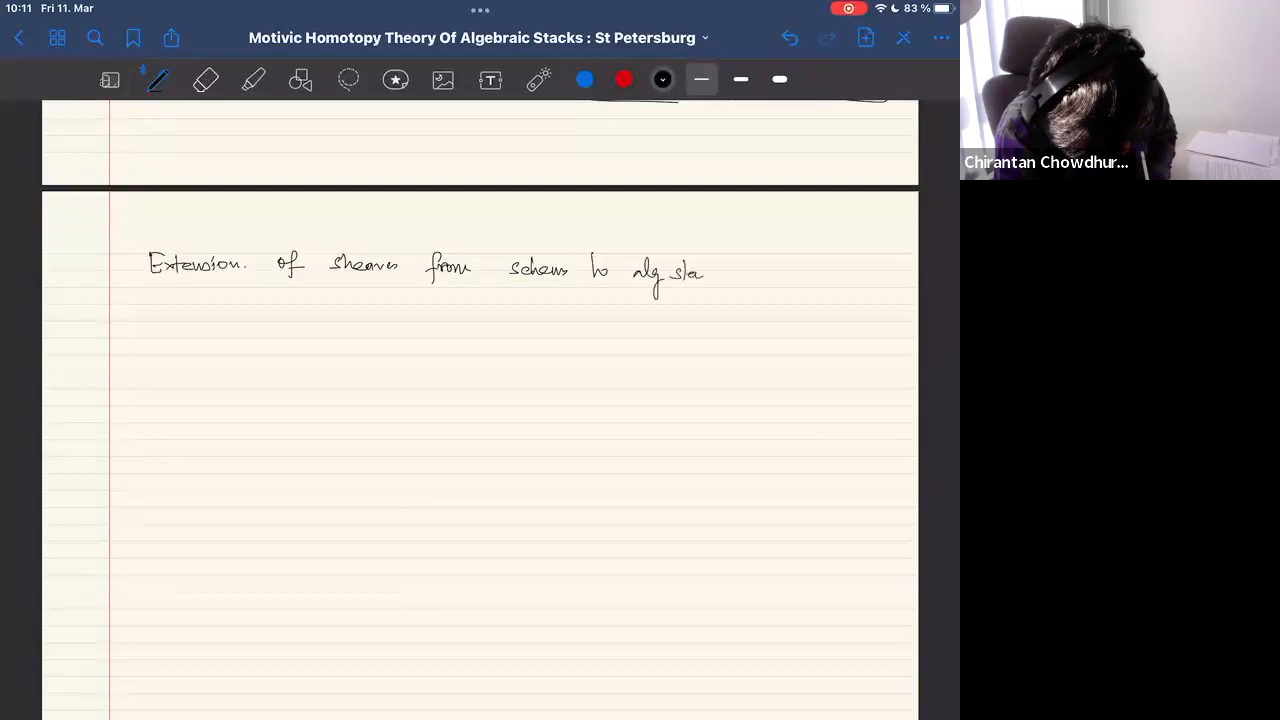 10:11 Fri 11. Mar
83 %
Motivic Homotopy Theory Of Algebraic Stacks : St Petersburg
Chirantan Chowdhur...
Extension. of sheaves from schems to alg sta